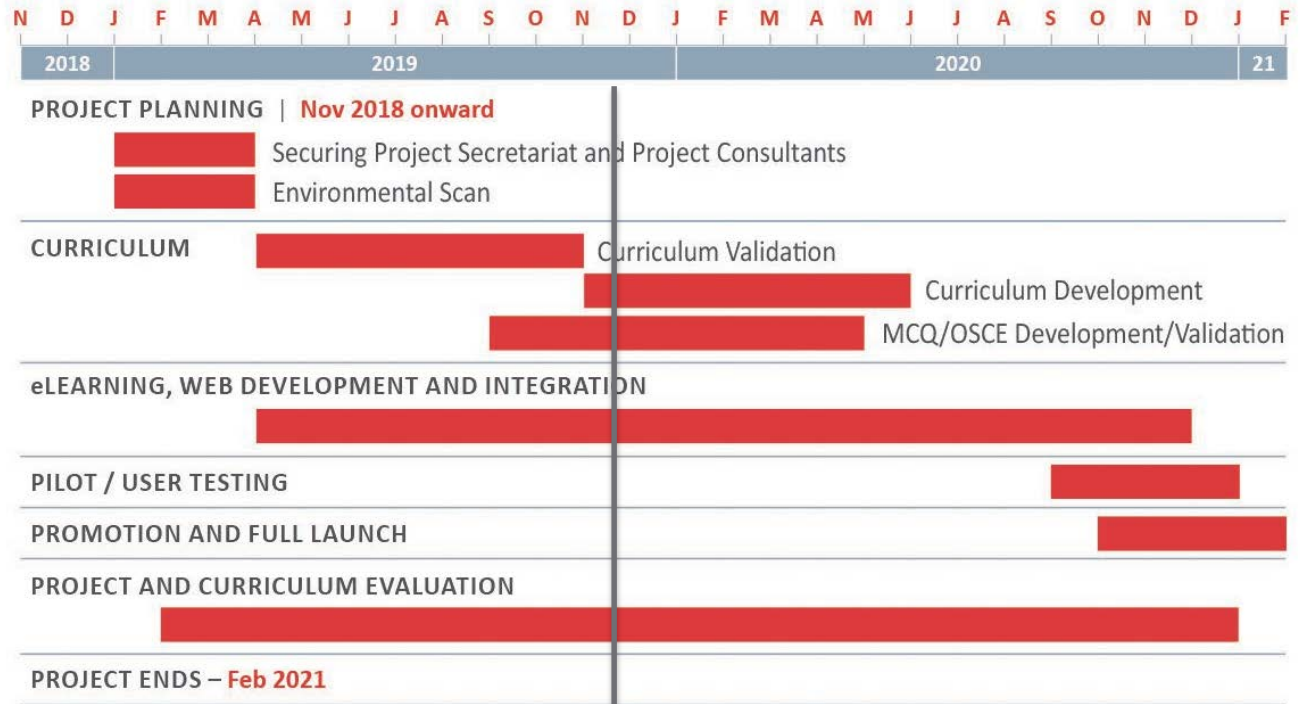 N D J F M A M J J A S O N D J F M A M J J A S O N D J F
2018 2019 2020 21
PROJECT PLANNING | Nov 2018 onward
Securing Project Secretariat and Project Consultants
Environmental Scan
CURRICULUM
Curriculum Validation
Curriculum Development
MCQ/OSCE Development/Validation
eLEARNING, WEB DEVELOPMENT AND INTEGRATION
PILOT / USER TESTING
PROMOTION AND FULL LAUNCH
PROJECT AND CURRICULUM EVALUATION
PROJECT ENDS – Feb 2021